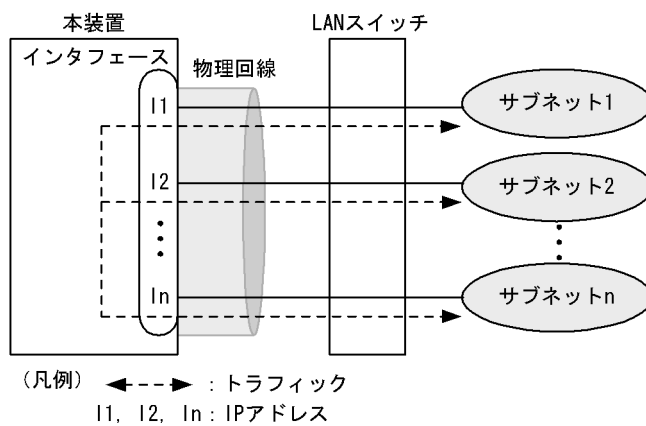 本装置
LANスイッチ
インタフェース
物理回線
I1
サブネット1
I2
サブネット2
In
サブネットn
(凡例) : トラフィック
I1, I2, In : IPアドレス